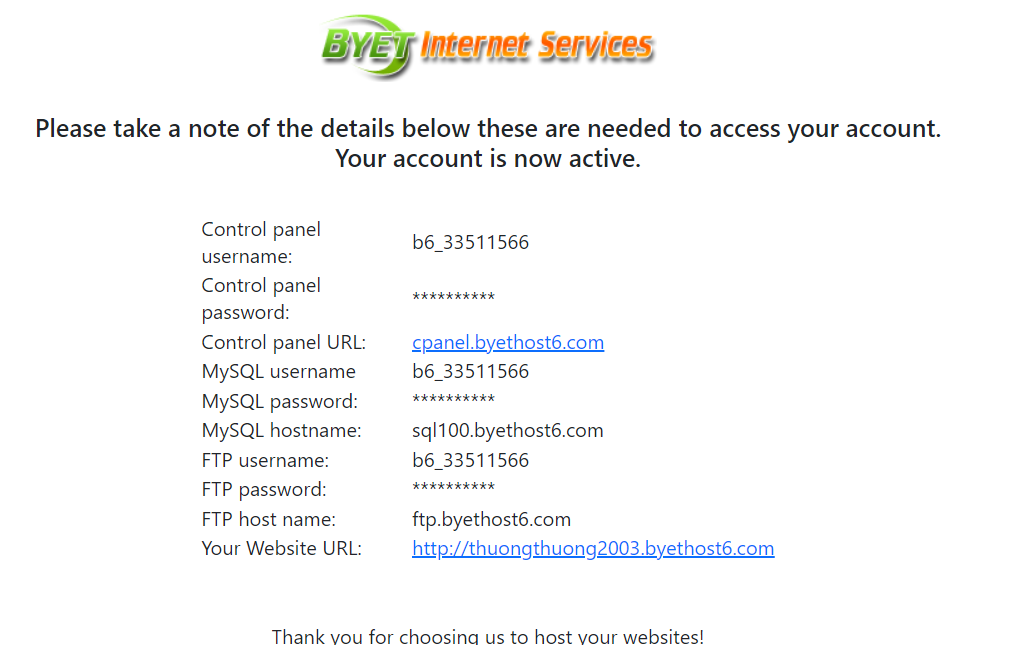 BYET Internet Services
Please take a note of the details below these are needed to access your account.
Your account is now active.
Control panel username: b6_33511566
Control panel password: **********
Control panel URL: cpanel.byethost6.com
MySQL username b6_33511566
MySQL password: **********
MySQL hostname: sql100.byethost6.com
FTP username: b6_33511566
FTP password: **********
FTP host name: ftp.byethost6.com
Your Website URL: http://thuongthuong2003.byethost6.com
Thank you for choosing us to host your websites!